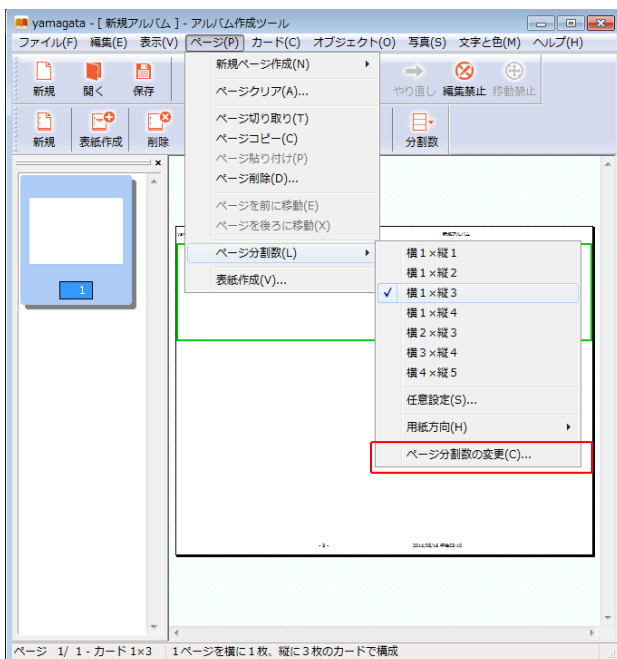 yamagata - [ 新規アルバム ] - アルバム作成ツール
ファイル(F) 編集(E) 表示(V) ページ(P) カード(C) オブジェクト(O) 写真(S) 文字と色(M) ヘルプ(H)
新規 開く 保存 やり直し 編集禁止 移動禁止
新規 表紙作成 削除 分割数
新規ページ作成(N)
ページクリア(A)...
ページ切り取り(T)
ページコピー(C)
ページ貼り付け(P)
ページ削除(D)...
ページを前に移動(E)
ページを後ろに移動(X)
ページ分割数(L)
表紙作成(V)...
新規アルバム
横1×縦1
横1×縦2
横1×縦3
横1×縦4
横2×縦3
横3×縦4
横4×縦5
任意設定(S)...
用紙方向(H)
ページ分割数の変更(C)...
1
- 3 -
ページ 1/ 1 - カード 1×3 1ページを横に1枚、縦に3枚のカードで構成